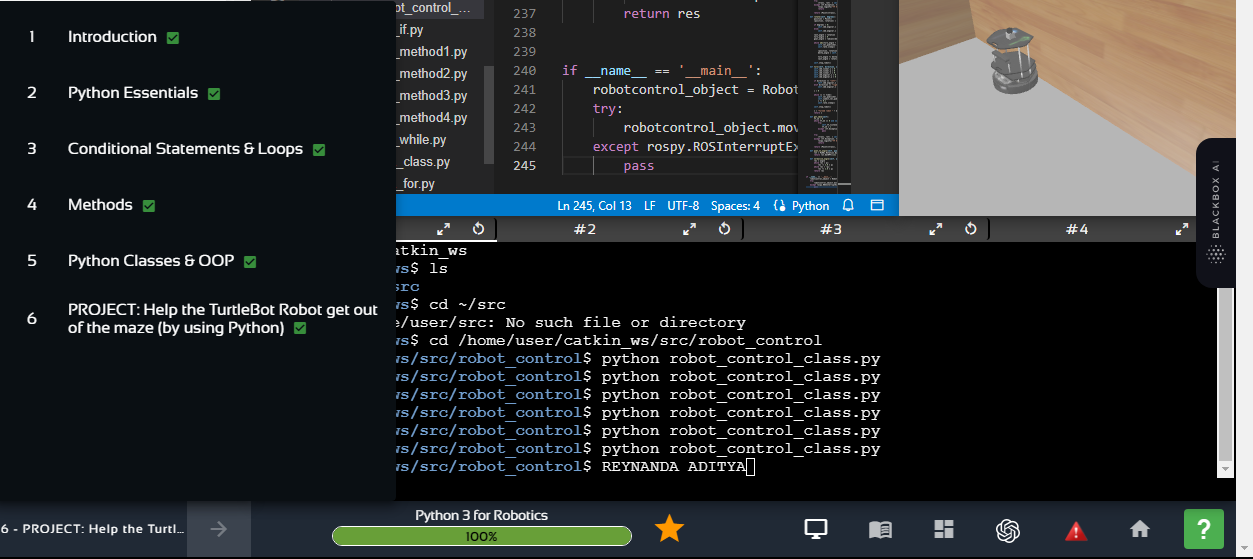 1 Introduction
2 Python Essentials
3 Conditional Statements & Loops
4 Methods
5 Python Classes & OOP
6 PROJECT: Help the TurtleBot Robot get out
of the maze (by using Python)
ot_control_...
_if.py
_method1.py
_method2.py
_method3.py
_method4.py
_while.py
_class.py
_for.py
237 return res
238
239
240 if __name__ == '__main__':
241 robotcontrol_object = Robot
242 try:
243 robotcontrol_object.mov
244 except rospy.ROSInterruptEx
245 pass
Ln 245, Col 13 LF UTF-8 Spaces: 4 Python
BLACKBOX AI
#2 #3 #4
atkin_ws
ws$ ls
src
ws$ cd ~/src
e/user/src: No such file or directory
ws$ cd /home/user/catkin_ws/src/robot_control
ws/src/robot_control$ python robot_control_class.py
ws/src/robot_control$ python robot_control_class.py
ws/src/robot_control$ python robot_control_class.py
ws/src/robot_control$ python robot_control_class.py
ws/src/robot_control$ python robot_control_class.py
ws/src/robot_control$ python robot_control_class.py
ws/src/robot_control$ REYNANDA ADITYA
6 - PROJECT: Help the Turtl...
Python 3 for Robotics
100%
?